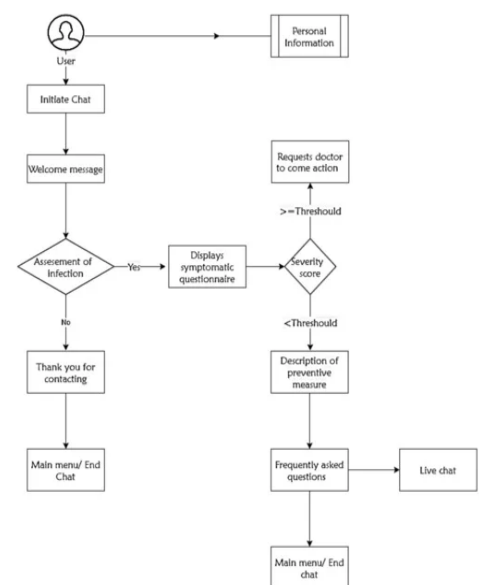 Personal
Information
User
Initiate Chat
Welcome message
Requests doctor
to come action
>=Threshould
Assesement of
Infection
Yes
Displays
symptomatic
questionnaire
Severity
score
No
<Threshould
Thank you for
contacting
Description of
preventive
measure
Main menu/ End
Chat
Frequently asked
questions
Live chat
Main menu/ End
chat